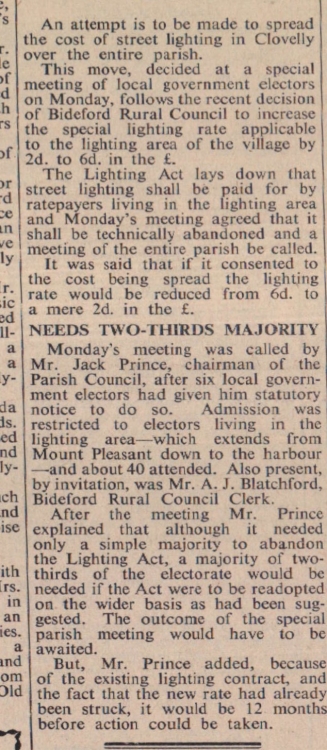 An attempt is to be made to spread
the cost of street lighting in Clovelly
over the entire parish.
This move, decided at a special
meeting of local government electors
on Monday, follows the recent decision
of Bideford Rural Council to increase
the special lighting rate applicable
to the lighting area of the village by
2d. to 6d. in the £.
The Lighting Act lays down that
street lighting shall be paid for by
ratepayers living in the lighting area
and Monday's meeting agreed that it
shall be technically abandoned and a
meeting of the entire parish be called.
It was said that if it consented to
the cost being spread the lighting
rate would be reduced from 6d. to
a mere 2d. in the £.
NEEDS TWO-THIRDS MAJORITY
Monday's meeting was called by
Mr. Jack Prince, chairman of the
Parish Council, after six local govern-
ment electors had given him statutory
notice to do so. Admission was
restricted to electors living in the
lighting area—which extends from
Mount Pleasant down to the harbour
—and about 40 attended. Also present,
by invitation, was Mr. A. J. Blatchford,
Bideford Rural Council Clerk.
After the meeting Mr. Prince
explained that although it needed
only a simple majority to abandon
the Lighting Act, a majority of two-
thirds of the electorate would be
needed if the Act were to be readopted
on the wider basis as had been sug-
gested. The outcome of the special
parish meeting would have to be
awaited.
But, Mr. Prince added, because
of the existing lighting contract, and
the fact that the new rate had already
been struck, it would be 12 months
before action could be taken.